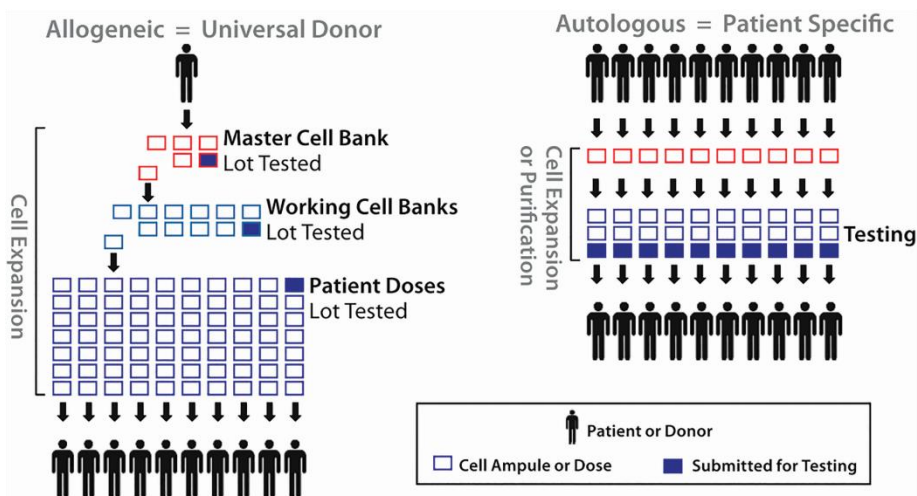 Allogeneic = Universal Donor
Cell Expansion
Master Cell Bank
Lot Tested
Working Cell Banks
Lot Tested
Patient Doses
Lot Tested
Autologous = Patient Specific
Cell Expansion
or Purification
Testing
Patient or Donor
Cell Ampule or Dose
Submitted for Testing